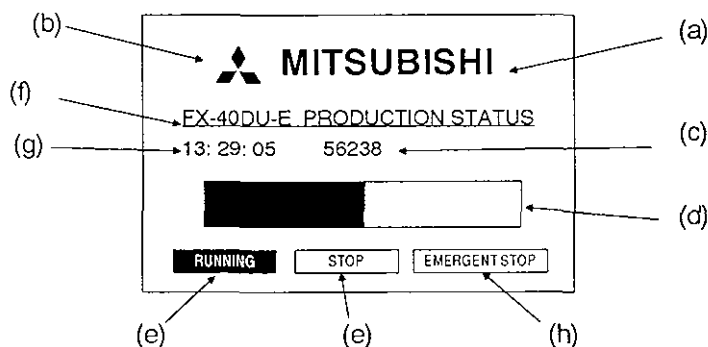 (b)
(a)
MITSUBISHI
(f)
FX-40DU-E PRODUCTION STATUS
(g)
13: 29: 05 56238
(c)
(d)
RUNNING STOP EMERGENT STOP
(e) (e) (h)